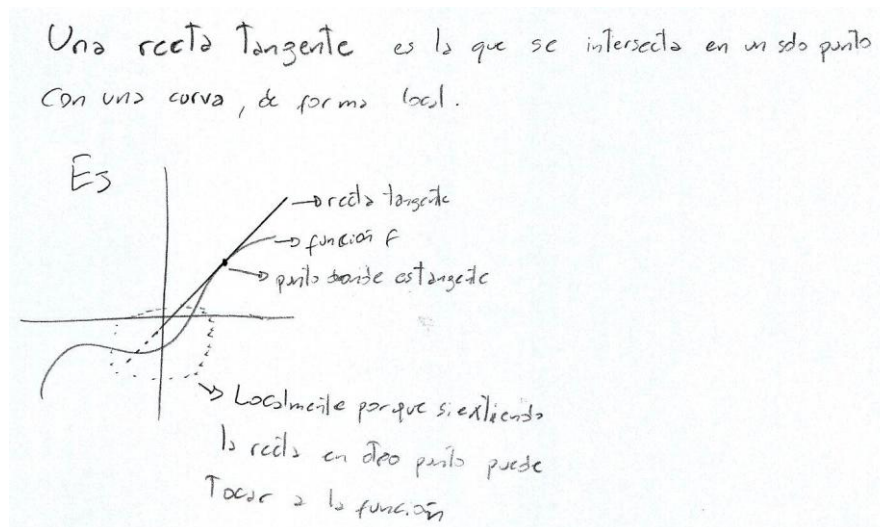 Una recta Tangente es la que se intersecta en un solo punto
con una curva, de forma local.
Ej
→ recta tangente
→ función f
→ punto donde es tangente
→ Localmente porque si extiendo
la recta en otro punto puede
Tocar a la función